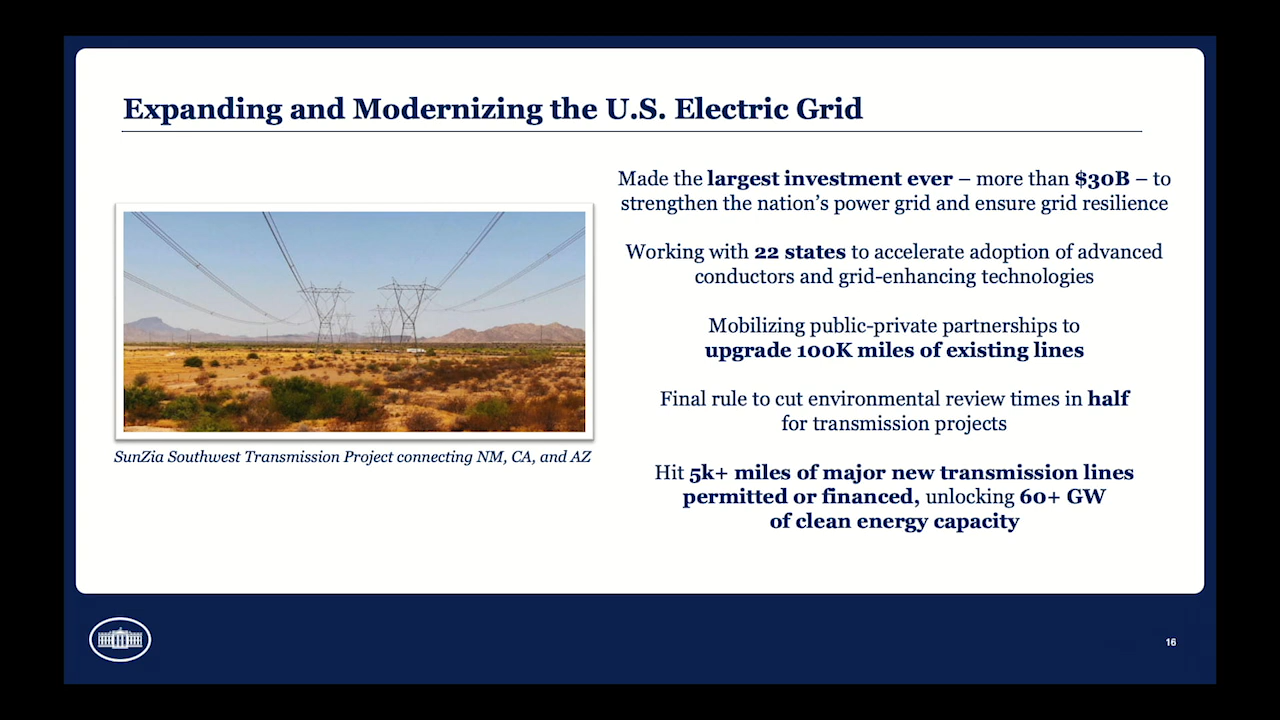 Expanding and Modernizing the U.S. Electric Grid
Made the largest investment ever – more than $30B – to
strengthen the nation’s power grid and ensure grid resilience
Working with 22 states to accelerate adoption of advanced
conductors and grid-enhancing technologies
Mobilizing public-private partnerships to
upgrade 100K miles of existing lines
Final rule to cut environmental review times in half
for transmission projects
Hit 5k+ miles of major new transmission lines
permitted or financed, unlocking 60+ GW
of clean energy capacity
SunZia Southwest Transmission Project connecting NM, CA, and AZ
16